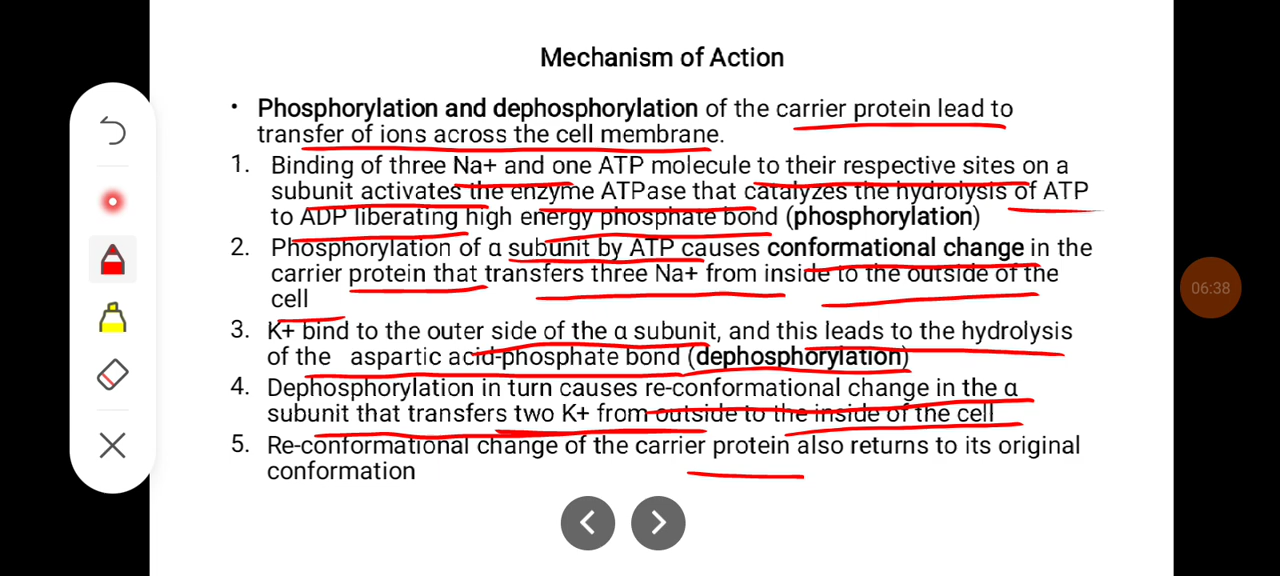 Mechanism of Action
• Phosphorylation and dephosphorylation of the carrier protein lead to
transfer of ions across the cell membrane.
1. Binding of three Na+ and one ATP molecule to their respective sites on a
subunit activates the enzyme ATPase that catalyzes the hydrolysis of ATP
to ADP liberating high energy phosphate bond (phosphorylation)
2. Phosphorylation of α subunit by ATP causes conformational change in the
carrier protein that transfers three Na+ from inside to the outside of the
cell
3. K+ bind to the outer side of the α subunit, and this leads to the hydrolysis
of the aspartic acid-phosphate bond (dephosphorylation)
4. Dephosphorylation in turn causes re-conformational change in the α
subunit that transfers two K+ from outside to the inside of the cell
5. Re-conformational change of the carrier protein also returns to its original
conformation
06:38